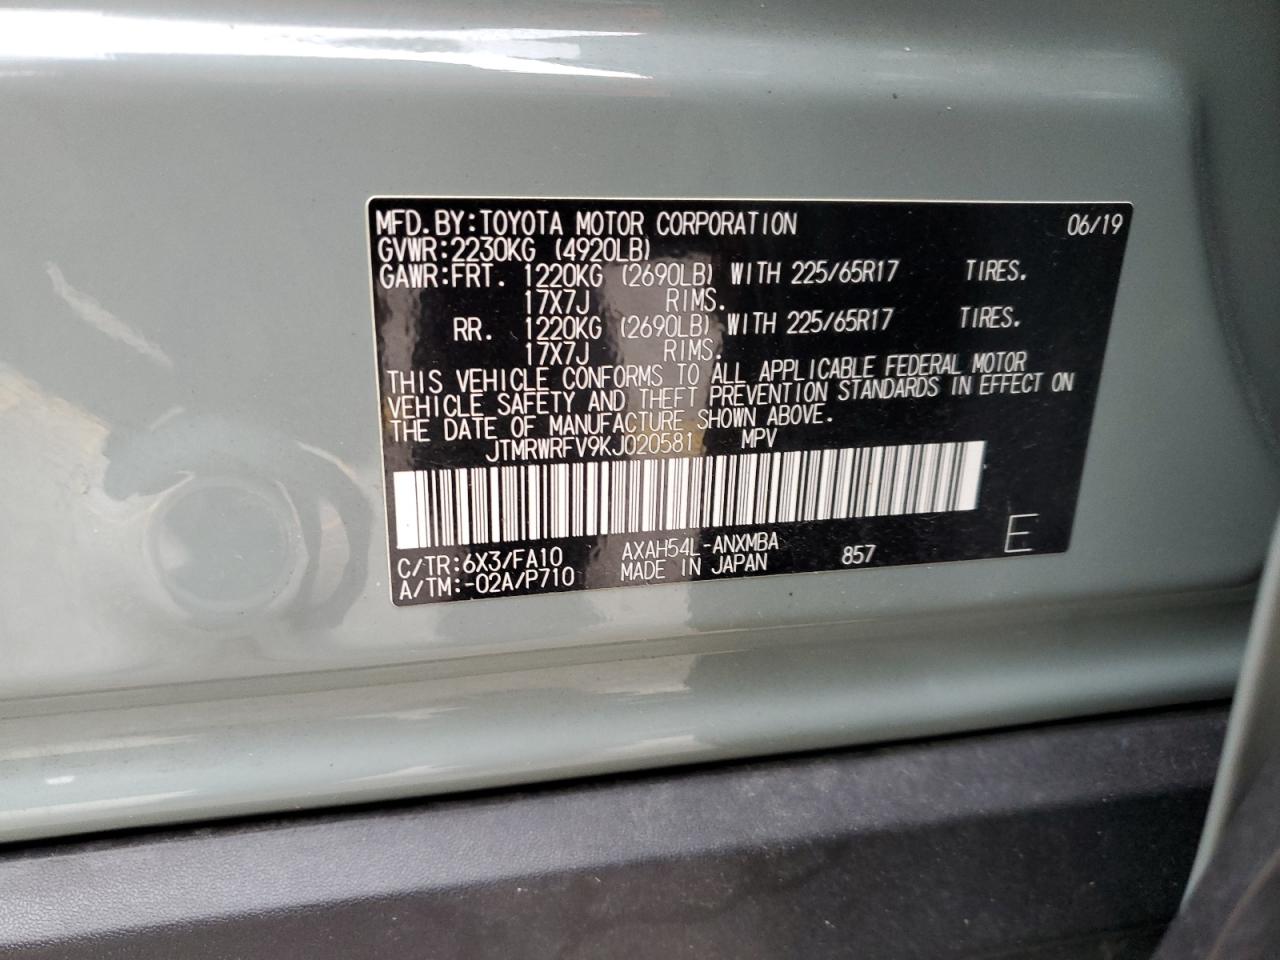 MFD.BY:TOYOTA MOTOR CORPORATION 06/19
GVWR:2230KG (4920LB)
GAWR:FRT. 1220KG (2690LB) WITH 225/65R17 TIRES.
17X7J RIMS.
RR. 1220KG (2690LB) WITH 225/65R17 TIRES.
17X7J RIMS.
THIS VEHICLE CONFORMS TO ALL APPLICABLE FEDERAL MOTOR
VEHICLE SAFETY AND THEFT PREVENTION STANDARDS IN EFFECT ON
THE DATE OF MANUFACTURE SHOWN ABOVE.
JTMRWRFV9KJ020581 MPV
C/TR:6X3/FA10 AXAH54L-ANXMBA 857 E
A/TM:-02A/P710 MADE IN JAPAN